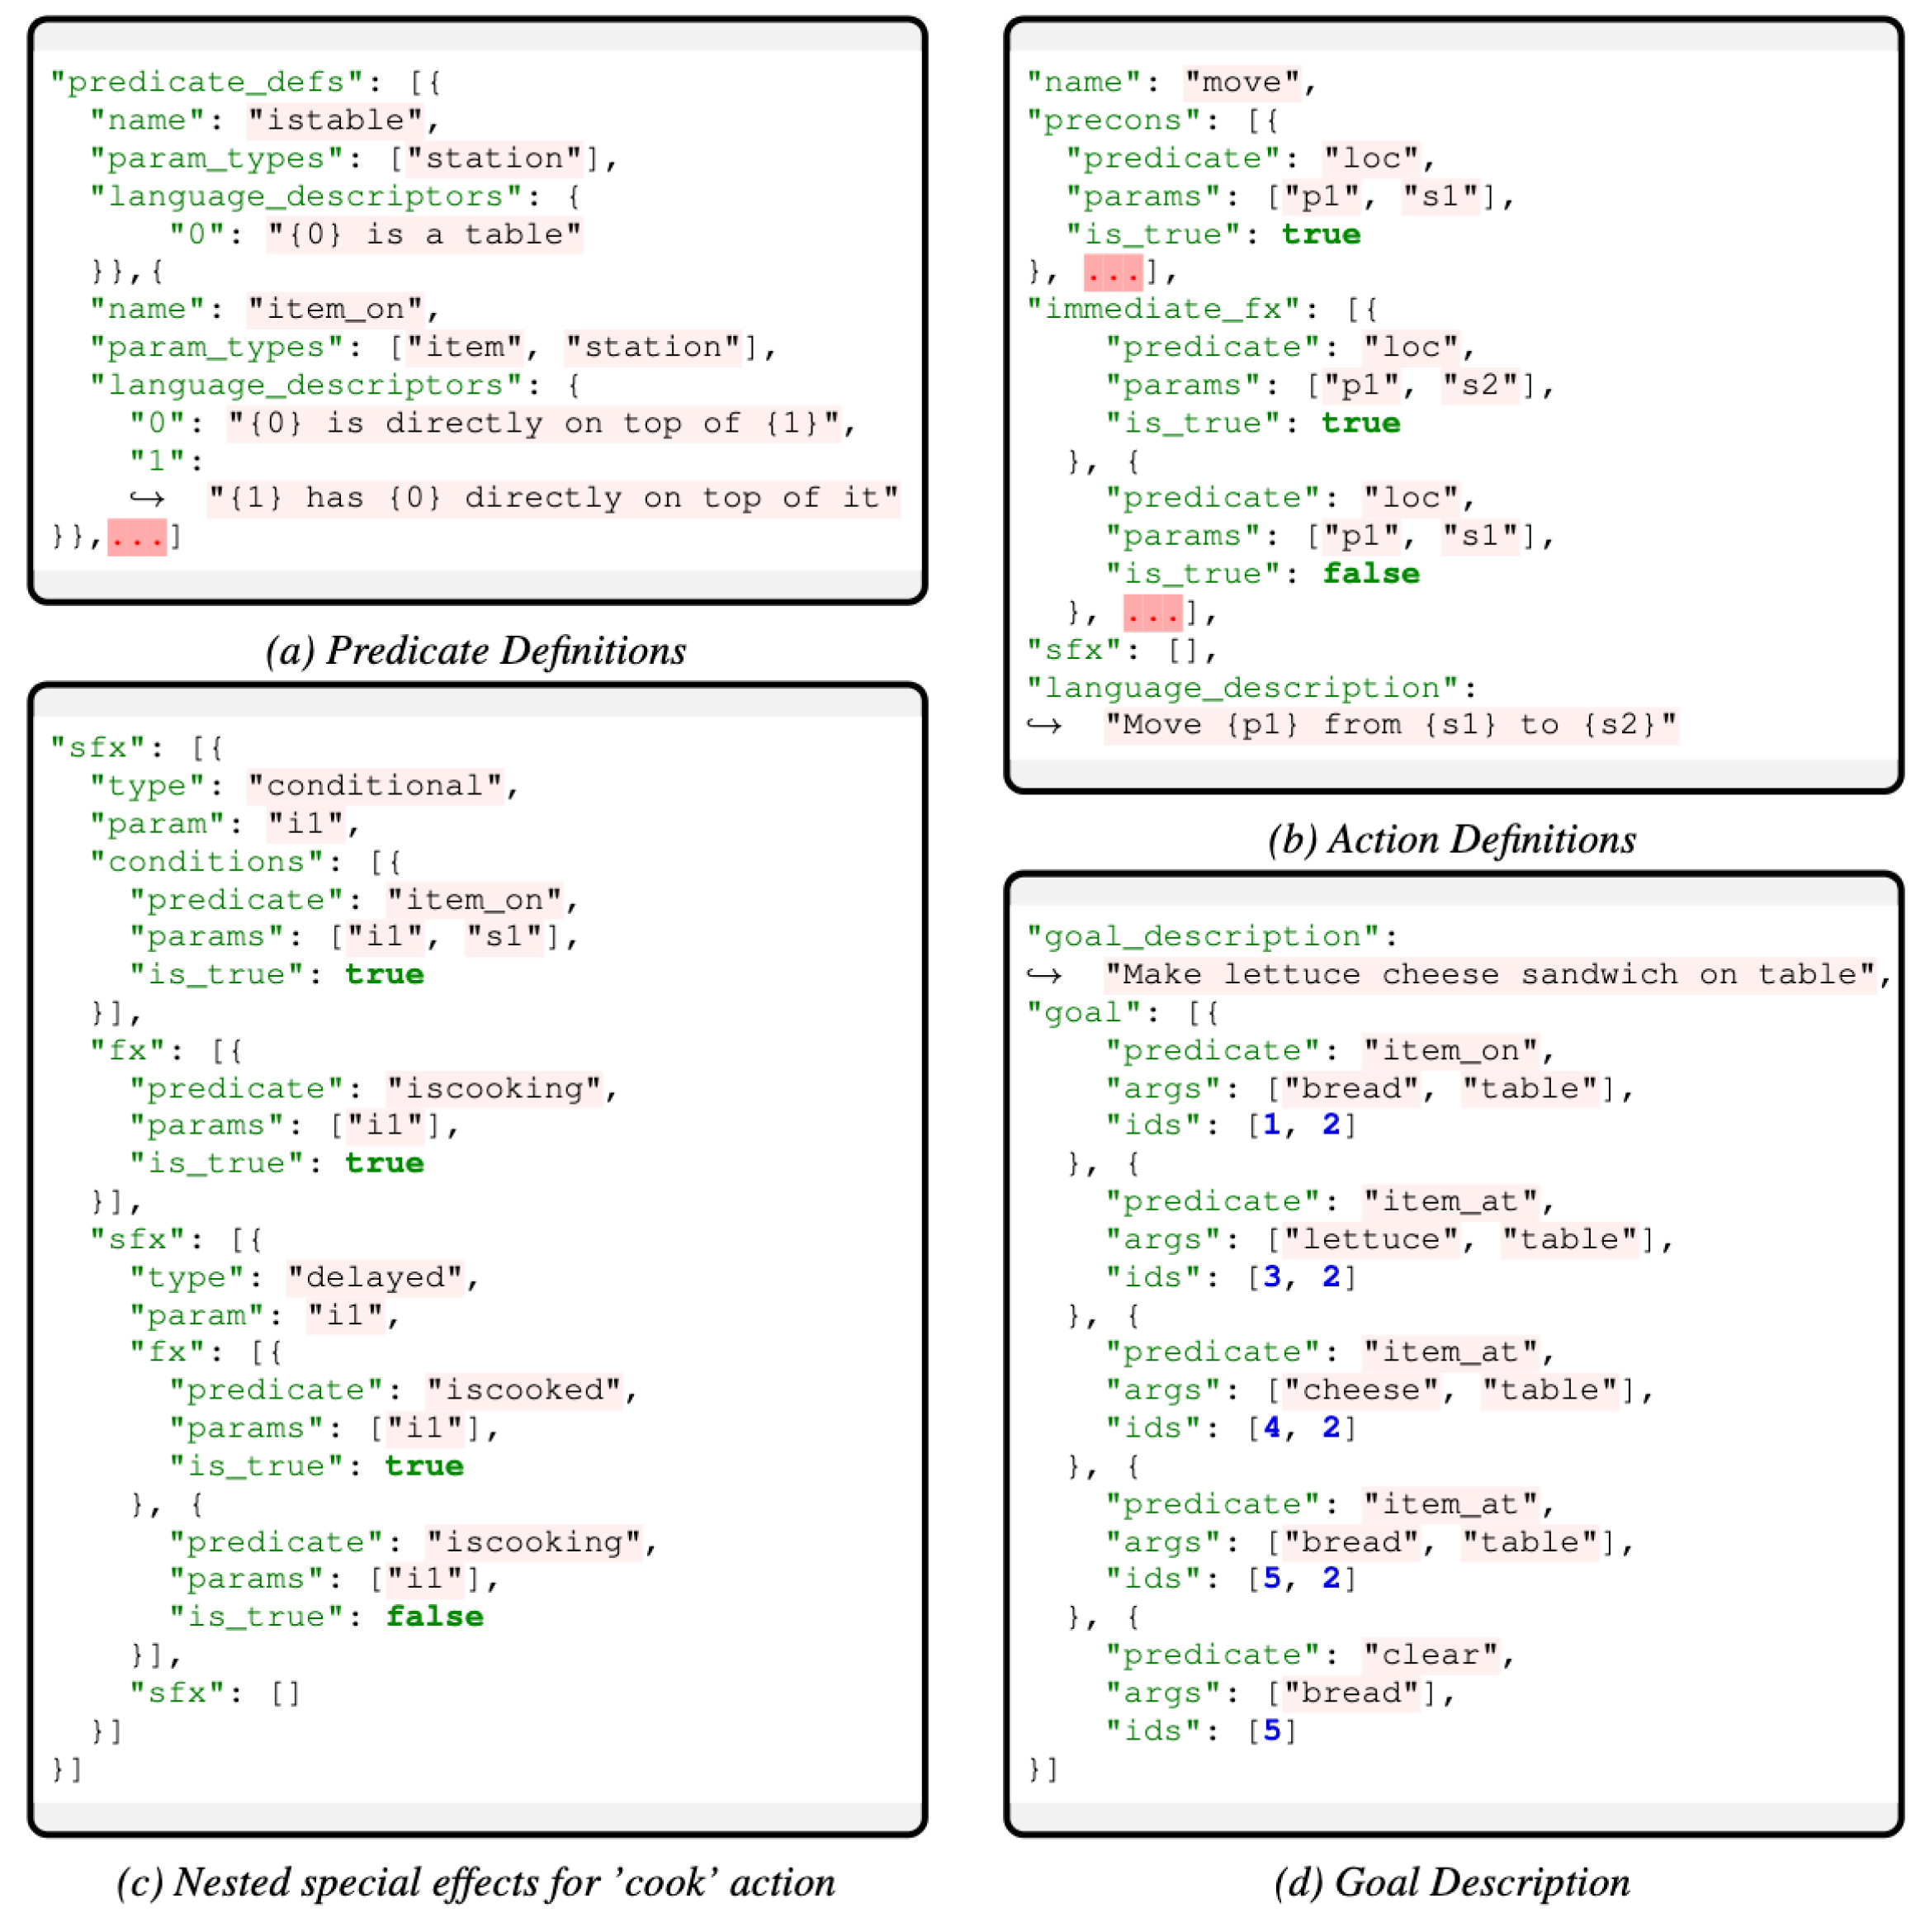 "predicate_defs": [{
"name": "istable",
"param_types": ["station"],
"language_descriptors": {
"0": "{0} is a table"
}},{
"name": "item_on",
"param_types": ["item", "station"],
"language_descriptors": {
"0": "{0} is directly on top of {1}",
"1":
↪ "{1} has {0} directly on top of it"
}},...]
(a) Predicate Definitions
"name": "move",
"precons": [{
"predicate": "loc",
"params": ["p1", "s1"],
"is_true": true
}, ...],
"immediate_fx": [{
"predicate": "loc",
"params": ["p1", "s2"],
"is_true": true
}, {
"predicate": "loc",
"params": ["p1", "s1"],
"is_true": false
}, ...],
"sfx": [],
"language_description":
↪ "Move {p1} from {s1} to {s2}"
(b) Action Definitions
"sfx": [{
"type": "conditional",
"param": "i1",
"conditions": [{
"predicate": "item_on",
"params": ["i1", "s1"],
"is_true": true
}],
"fx": [{
"predicate": "iscooking",
"params": ["i1"],
"is_true": true
}],
"sfx": [{
"type": "delayed",
"param": "i1",
"fx": [{
"predicate": "iscooked",
"params": ["i1"],
"is_true": true
}, {
"predicate": "iscooking",
"params": ["i1"],
"is_true": false
}],
"sfx": []
}]
}]
(c) Nested special effects for 'cook' action
"goal_description":
↪ "Make lettuce cheese sandwich on table",
"goal": [{
"predicate": "item_on",
"args": ["bread", "table"],
"ids": [1, 2]
}, {
"predicate": "item_at",
"args": ["lettuce", "table"],
"ids": [3, 2]
}, {
"predicate": "item_at",
"args": ["cheese", "table"],
"ids": [4, 2]
}, {
"predicate": "item_at",
"args": ["bread", "table"],
"ids": [5, 2]
}, {
"predicate": "clear",
"args": ["bread"],
"ids": [5]
}]
(d) Goal Description